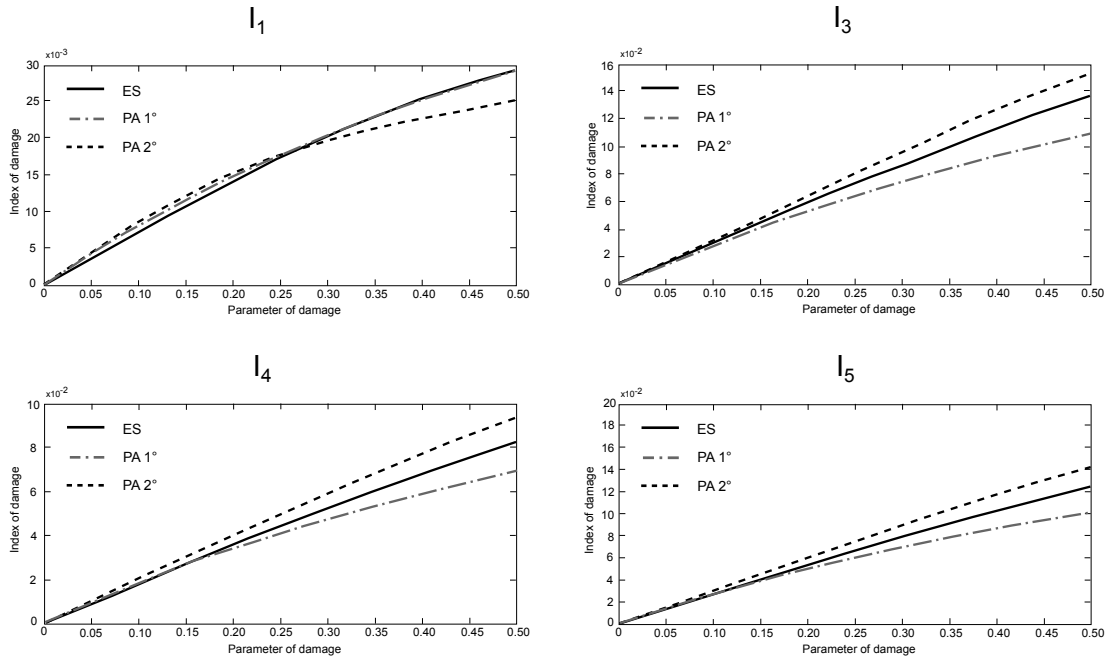 I1
x10-3
30
25
20
15
10
5
0
ES
PA 1°
PA 2°
Index of damage
0 0.05 0.10 0.15 0.20 0.25 0.30 0.35 0.40 0.45 0.50
Parameter of damage
I3
x10-2
16
14
12
10
8
6
4
2
0
ES
PA 1°
PA 2°
Index of damage
0 0.05 0.10 0.15 0.20 0.25 0.30 0.35 0.40 0.45 0.50
Parameter of damage
I4
x10-2
10
8
6
4
2
0
ES
PA 1°
PA 2°
Index of damage
0.05 0.10 0.15 0.20 0.25 0.30 0.35 0.40 0.45 0.50
Parameter of damage
I5
x10-2
20
18
16
14
12
10
8
6
4
2
0
ES
PA 1°
PA 2°
Index of damage
0.05 0.10 0.15 0.20 0.25 0.30 0.35 0.40 0.45 0.50
Parameter of damage